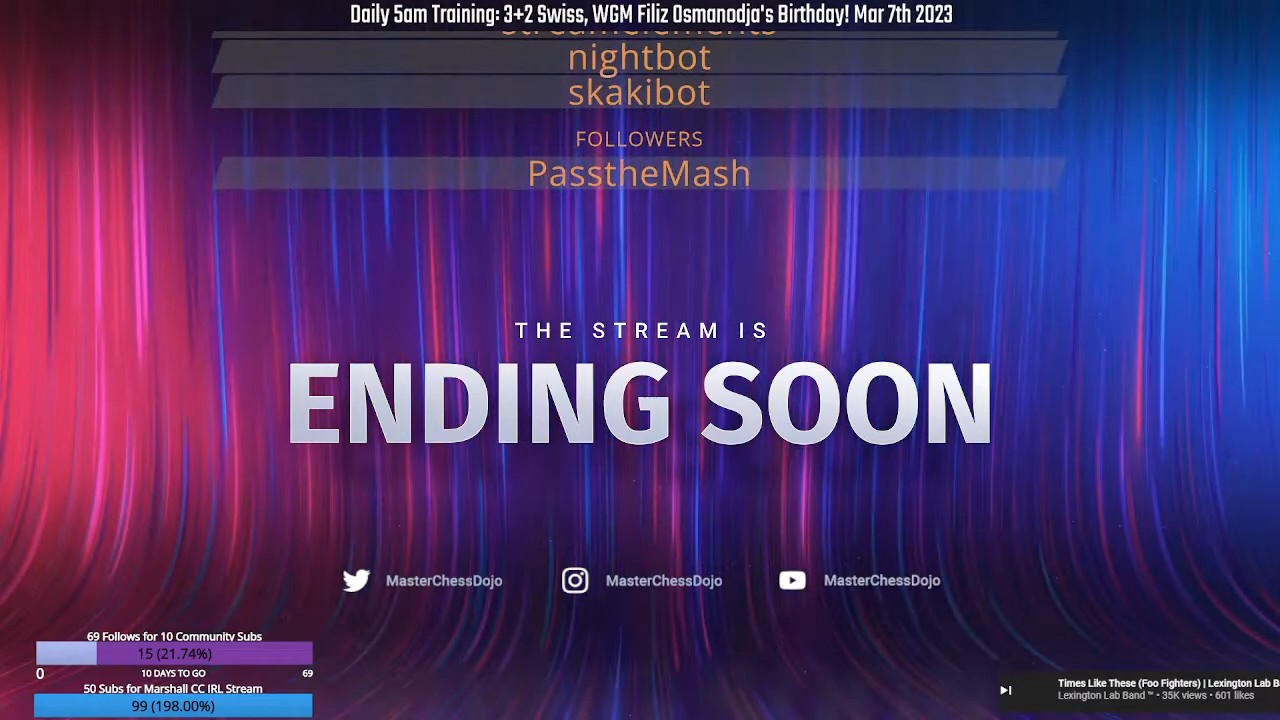 Daily 5am Training: 3+2 Swiss, WGM Filiz Osmanodja's Birthday! Mar 7th 2023
streamelements
nightbot
skakibot
FOLLOWERS
PasstheMash
THE STREAM IS
ENDING SOON
MasterChessDojo MasterChessDojo MasterChessDojo
69 Follows for 10 Community Subs
15 (21.74%)
0 10 DAYS TO GO 69
50 Subs for Marshall CC IRL Stream
99 (198.00%)
Times Like These (Foo Fighters) | Lexington Lab B
Lexington Lab Band ™ • 35K views • 601 likes